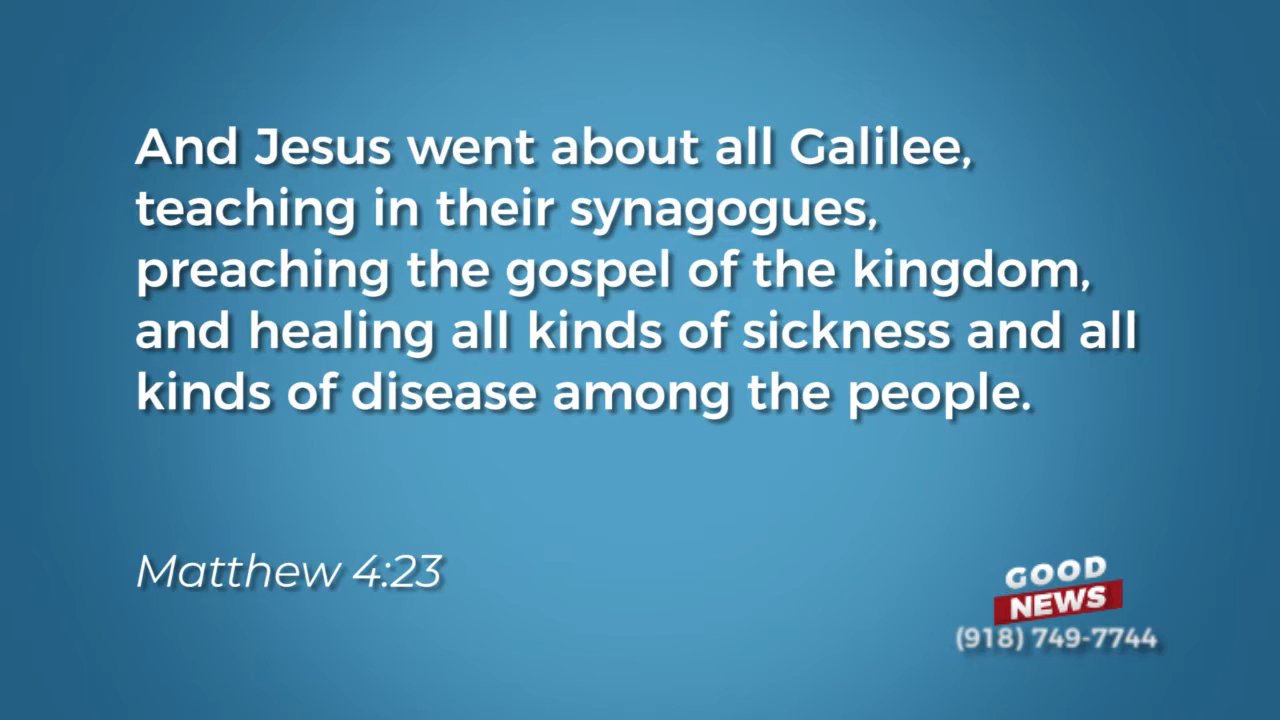 And Jesus went about all Galilee,
teaching in their synagogues,
preaching the gospel of the kingdom,
and healing all kinds of sickness and all
kinds of disease among the people.
Matthew 4:23
GOOD
NEWS
(918) 749-7744